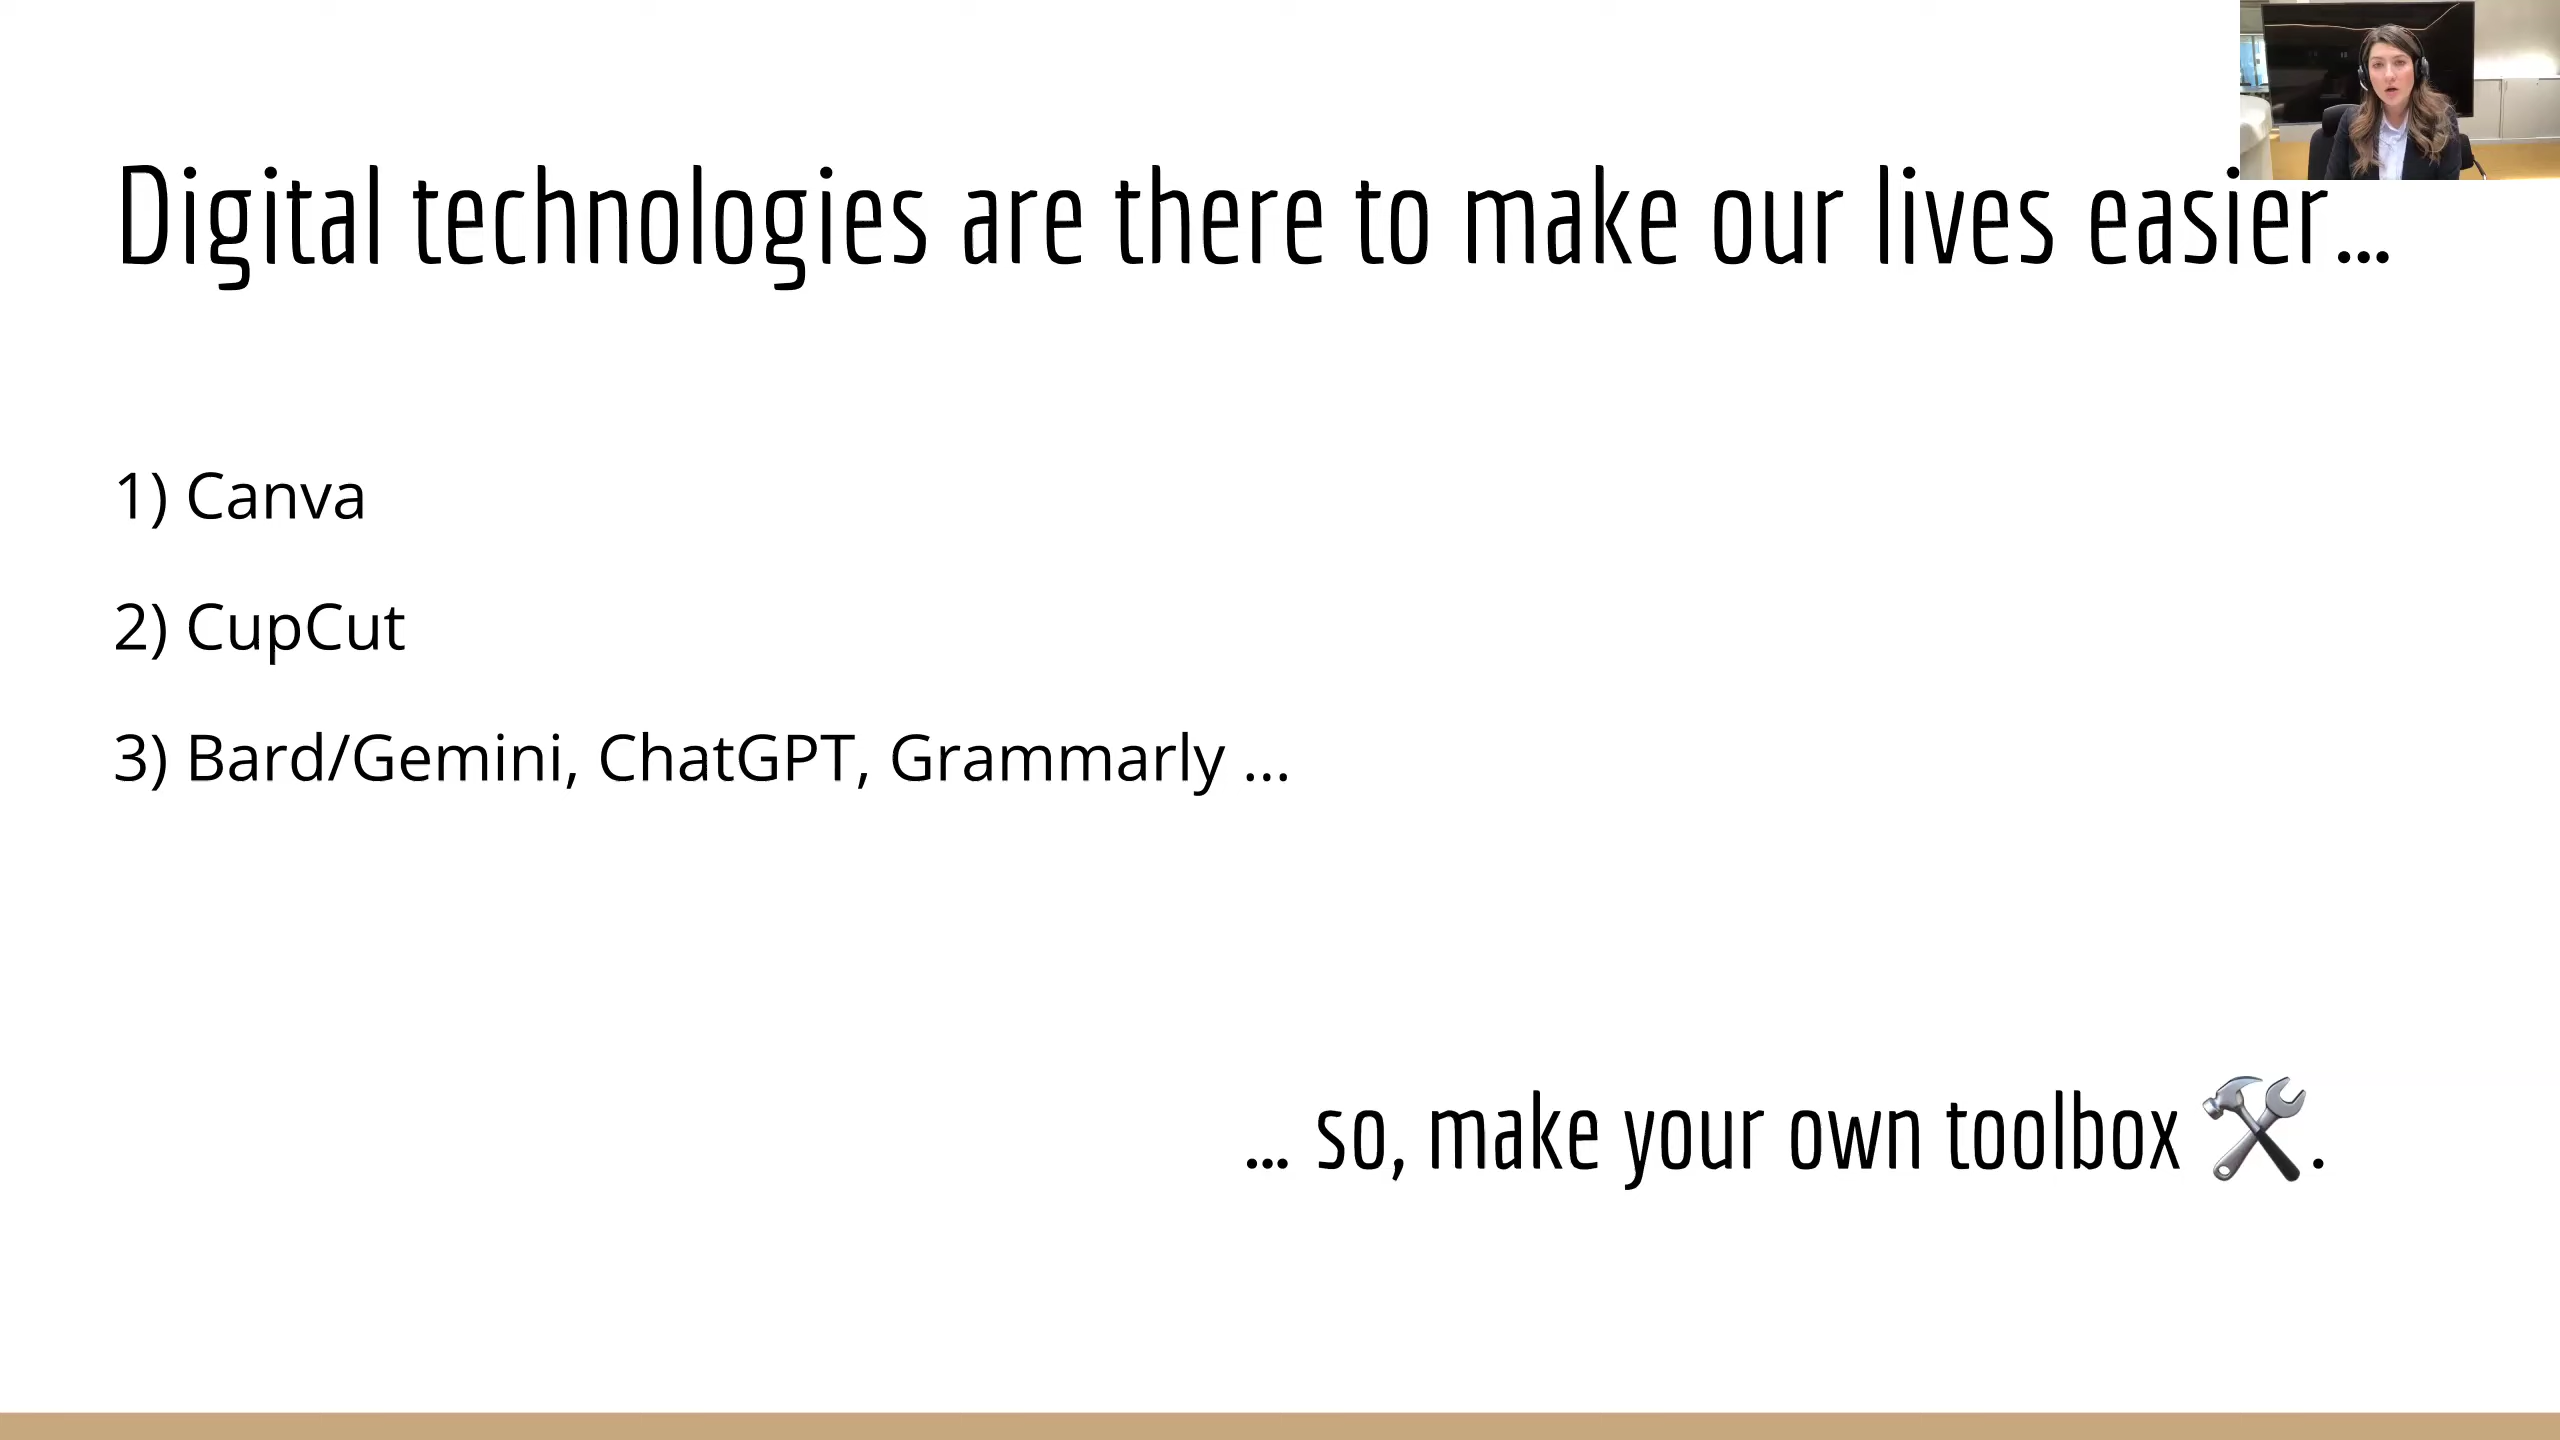 Digital technologies are there to make our lives easier...
1) Canva
2) CupCut
3) Bard/Gemini, ChatGPT, Grammarly ...
... so, make your own toolbox 🛠.